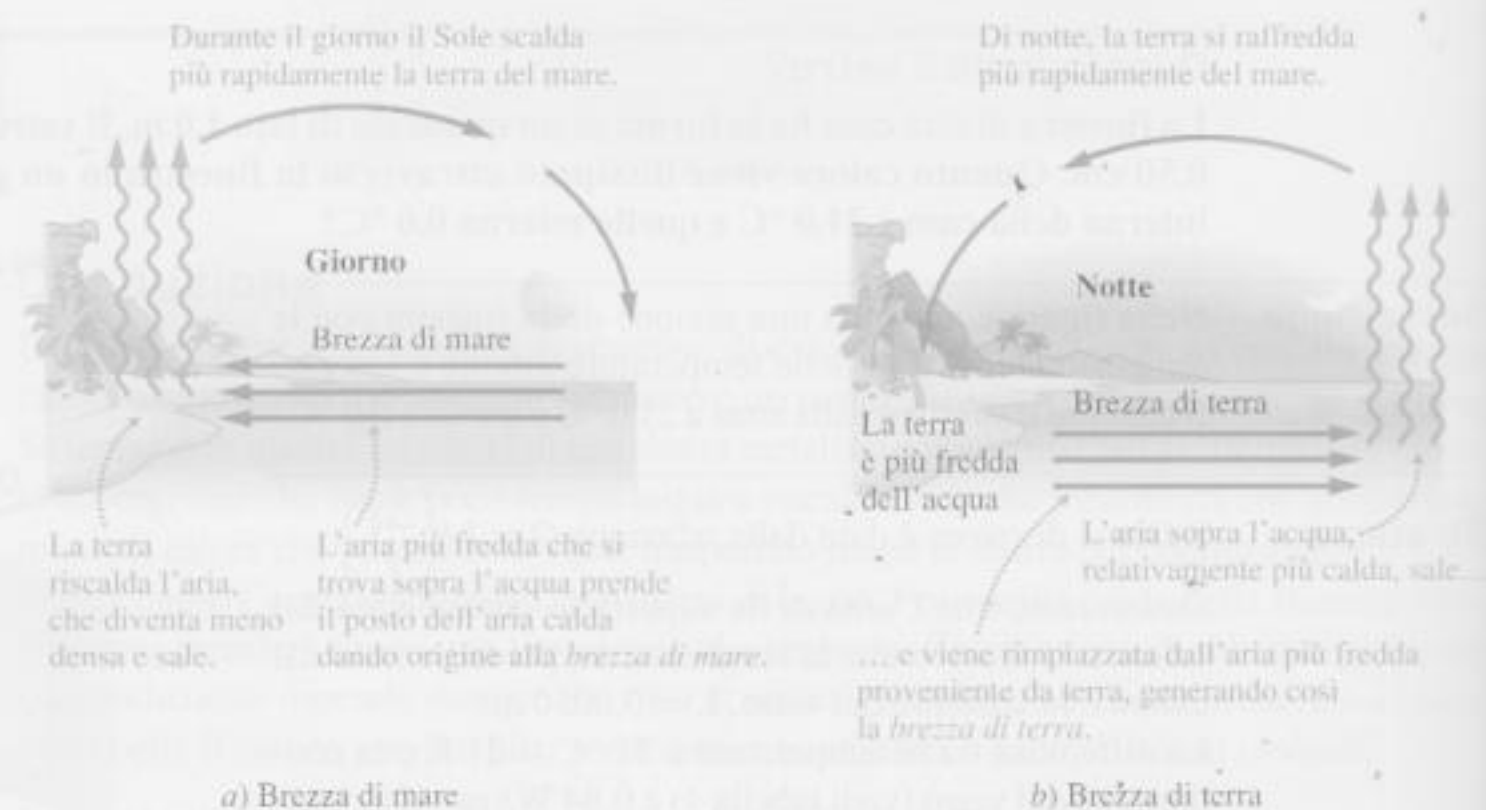 Durante il giorno il Sole scalda
più rapidamente la terra del mare.
Giorno
Brezza di mare
La terra
riscalda l'aria,
che diventa meno
densa e sale.
L'aria più fredda che si
trova sopra l'acqua prende
il posto dell'aria calda
dando origine alla brezza di mare.
a) Brezza di mare
Di notte, la terra si raffredda
più rapidamente del mare.
Notte
Brezza di terra
La terra
è più fredda
dell'acqua
L'aria sopra l'acqua,
relativamente più calda, sale
... e viene rimpiazzata dall'aria più fredda
proveniente da terra, generando così
la brezza di terra.
b) Brezza di terra